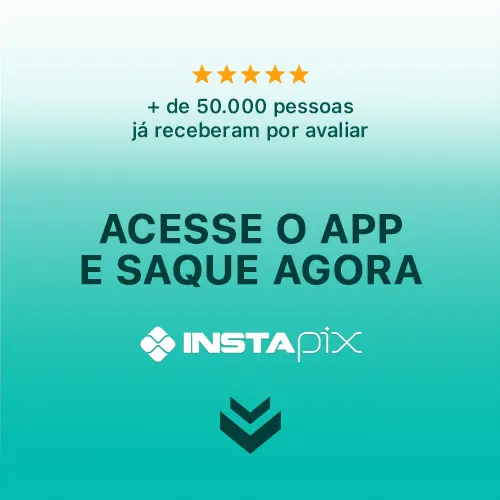 + de 50.000 pessoas
já receberam por avaliar
ACESSE O APP
E SAQUE AGORA
INSTApix